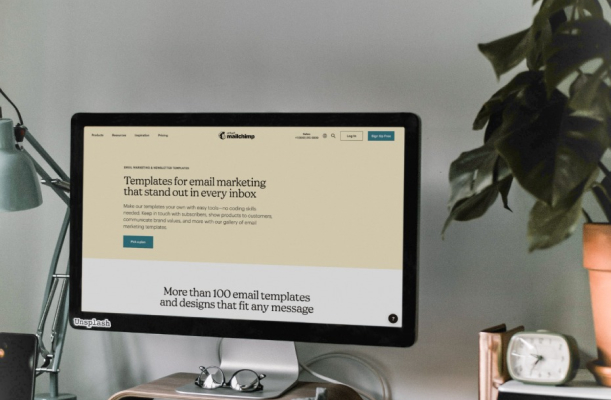 Products Resources Inspiration Pricing
mailchimp
Log In
Sign Up Free
EMAIL MARKETING & NEWSLETTER TEMPLATES
Templates for email marketing
that stand out in every inbox
Make our templates your own with easy tools—no coding skills
needed. Keep in touch with subscribers, show products to customers,
communicate brand values, and more with our gallery of email
marketing templates.
Pick a plan
More than 100 email templates
and designs that fit any message
Unsplash